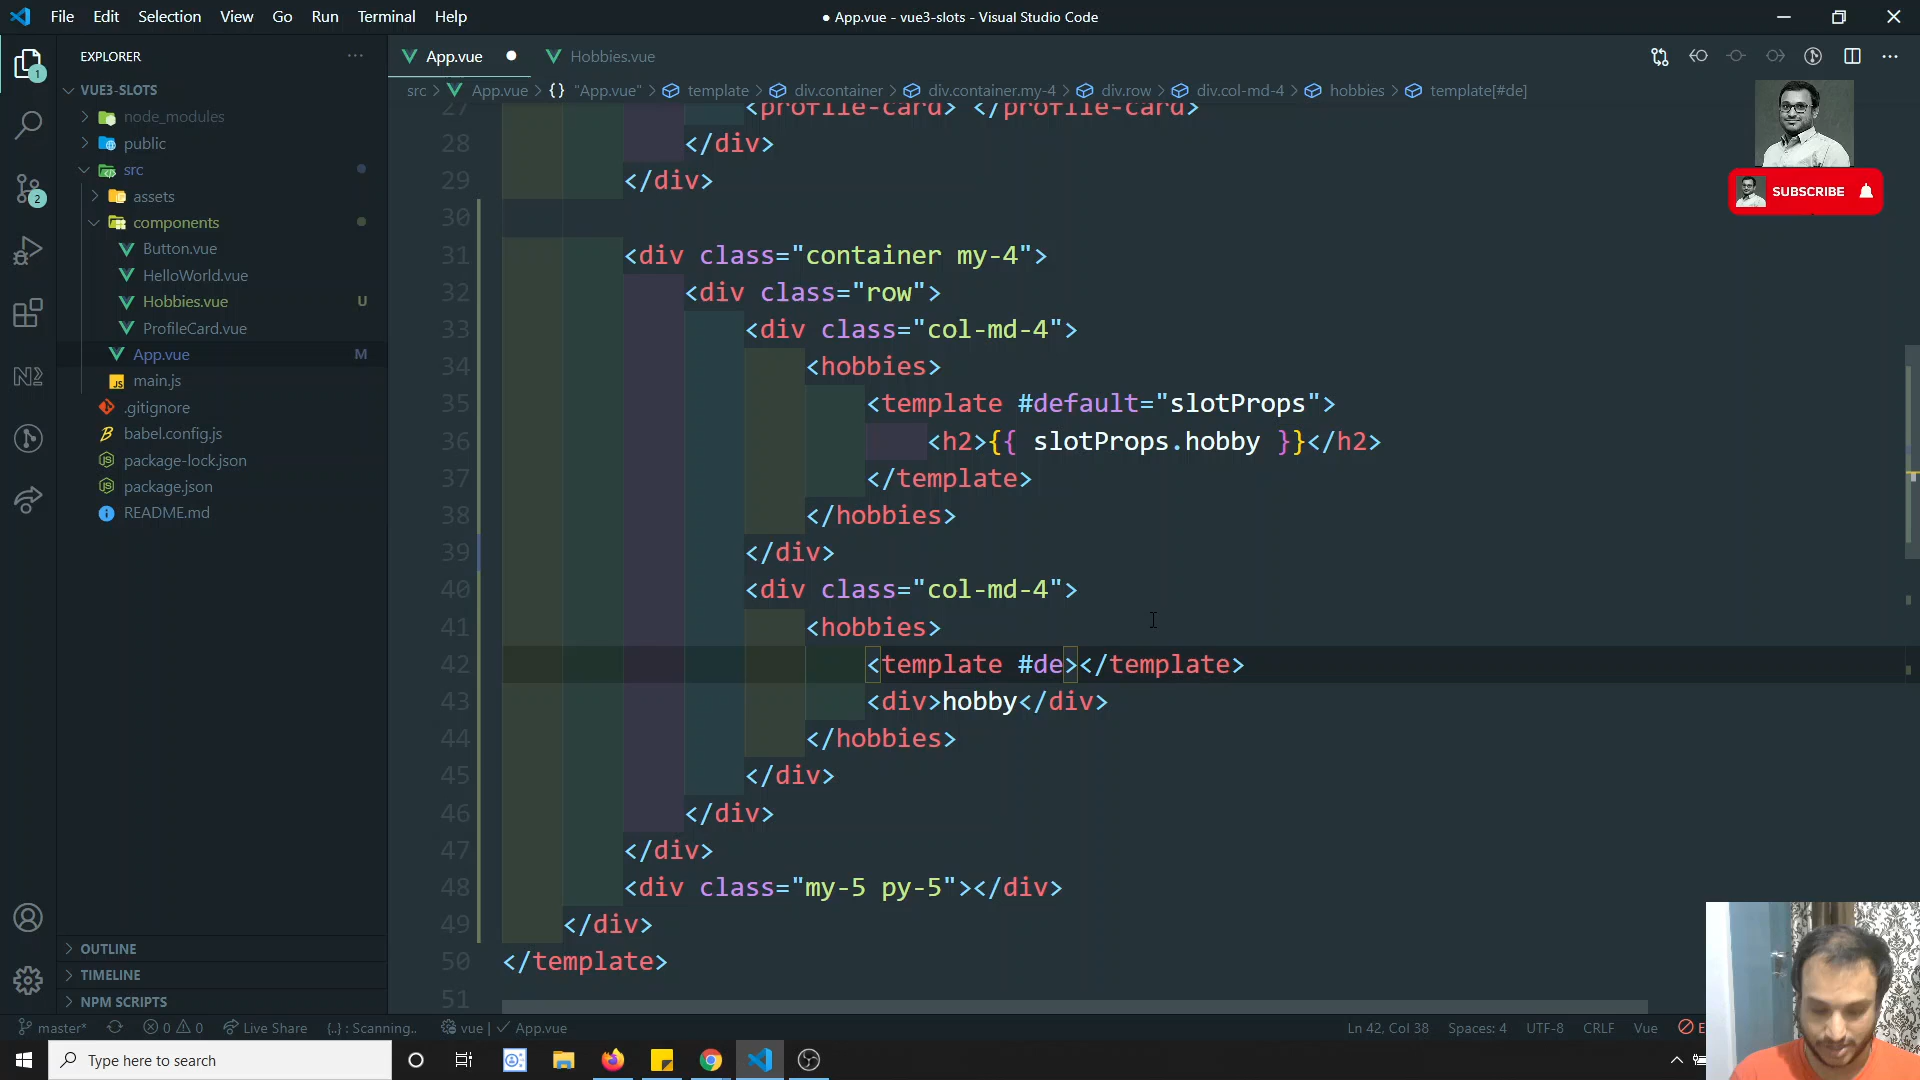 File Edit Selection View Go Run Terminal Help
● App.vue - vue3-slots - Visual Studio Code
EXPLORER
App.vue
Hobbies.vue
VUE3-SLOTS
src > App.vue > {} "App.vue" > template > div.container > div.container.my-4 > div.row > div.col-md-4 > hobbies > template[#de]
node_modules
public
src
assets
components
Button.vue
HelloWorld.vue
Hobbies.vue U
ProfileCard.vue
App.vue M
main.js
.gitignore
babel.config.js
package-lock.json
package.json
README.md
OUTLINE
TIMELINE
NPM SCRIPTS
1
2
27 <profile-card> </profile-card>
28 </div>
29 </div>
30
31 <div class="container my-4">
32 <div class="row">
33 <div class="col-md-4">
34 <hobbies>
35 <template #default="slotProps">
36 <h2>{{ slotProps.hobby }}</h2>
37 </template>
38 </hobbies>
39 </div>
40 <div class="col-md-4">
41 <hobbies>
42 <template #de></template>
43 <div>hobby</div>
44 </hobbies>
45 </div>
46 </div>
47 </div>
48 <div class="my-5 py-5"></div>
49 </div>
50 </template>
51
SUBSCRIBE
master* 0 0 Live Share {..} : Scanning.. vue | App.vue
Ln 42, Col 38 Spaces: 4 UTF-8 CRLF Vue
Type here to search